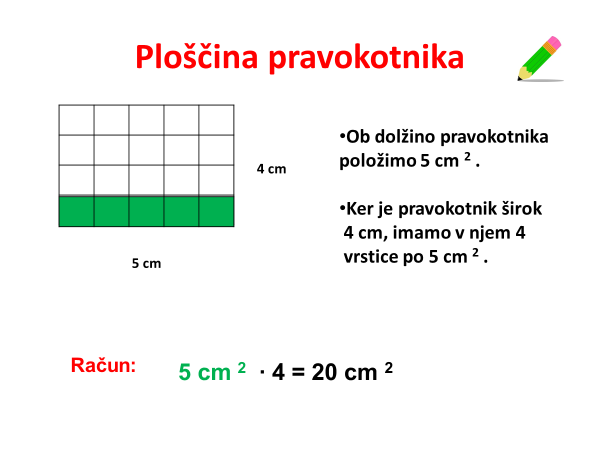 Ploščina pravokotnika
4 cm
5 cm
•Ob dolžino pravokotnika
položimo 5 cm ² .
•Ker je pravokotnik širok
4 cm, imamo v njem 4
vrstice po 5 cm ² .
Račun: 5 cm ² · 4 = 20 cm ²